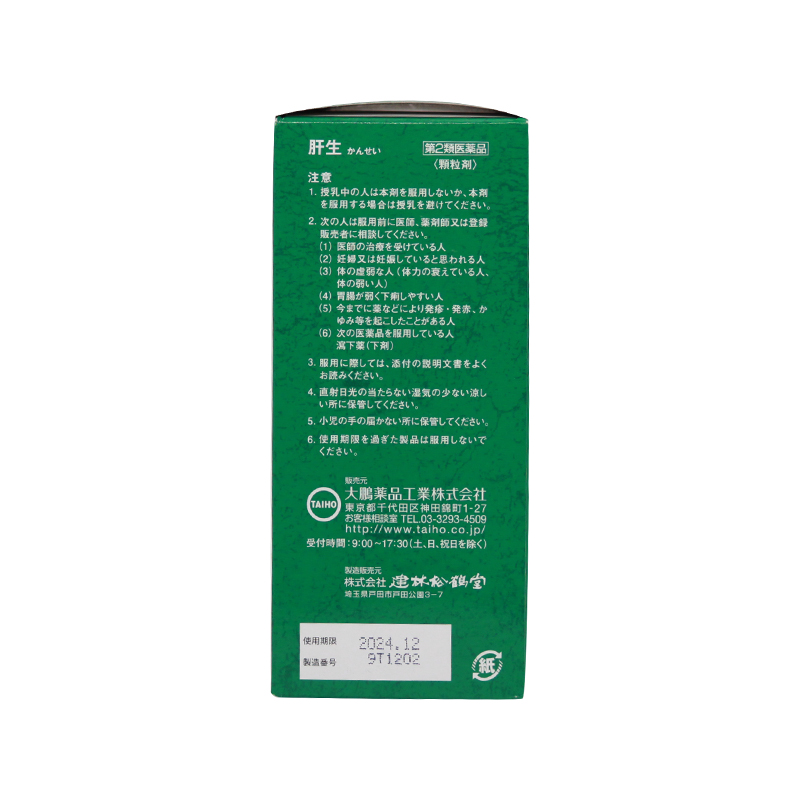 肝生 かんせい
第2類医薬品
〈顆粒剤〉
注意
1. 授乳中の人は本剤を服用しないか、本剤
を服用する場合は授乳を避けてください。
2. 次の人は服用前に医師、薬剤師又は登録
販売者に相談してください。
(1) 医師の治療を受けている人
(2) 妊婦又は妊娠していると思われる人
(3) 体の虚弱な人（体力の衰えている人、
体の弱い人）
(4) 胃腸が弱く下痢しやすい人
(5) 今までに薬などにより発疹・発赤、か
ゆみ等を起こしたことがある人
(6) 次の医薬品を服用している人
瀉下薬（下剤）
3. 服用に際しては、添付の説明文書をよく
お読みください。
4. 直射日光の当たらない湿気の少ない涼し
い所に保管してください。
5. 小児の手の届かない所に保管してください。
6. 使用期限を過ぎた製品は服用しないで
ください。
販売元
TAIHO
大鵬薬品工業株式会社
東京都千代田区神田錦町1-27
お客様相談室 TEL.03-3293-4509
http://www.taiho.co.jp/
受付時間：9:00〜17:30（土、日、祝日を除く）
製造販売元
株式会社 建林松鶴堂
埼玉県戸田市戸田公園3−7
使用期限 2024.12
製造番号 9T1202
紙